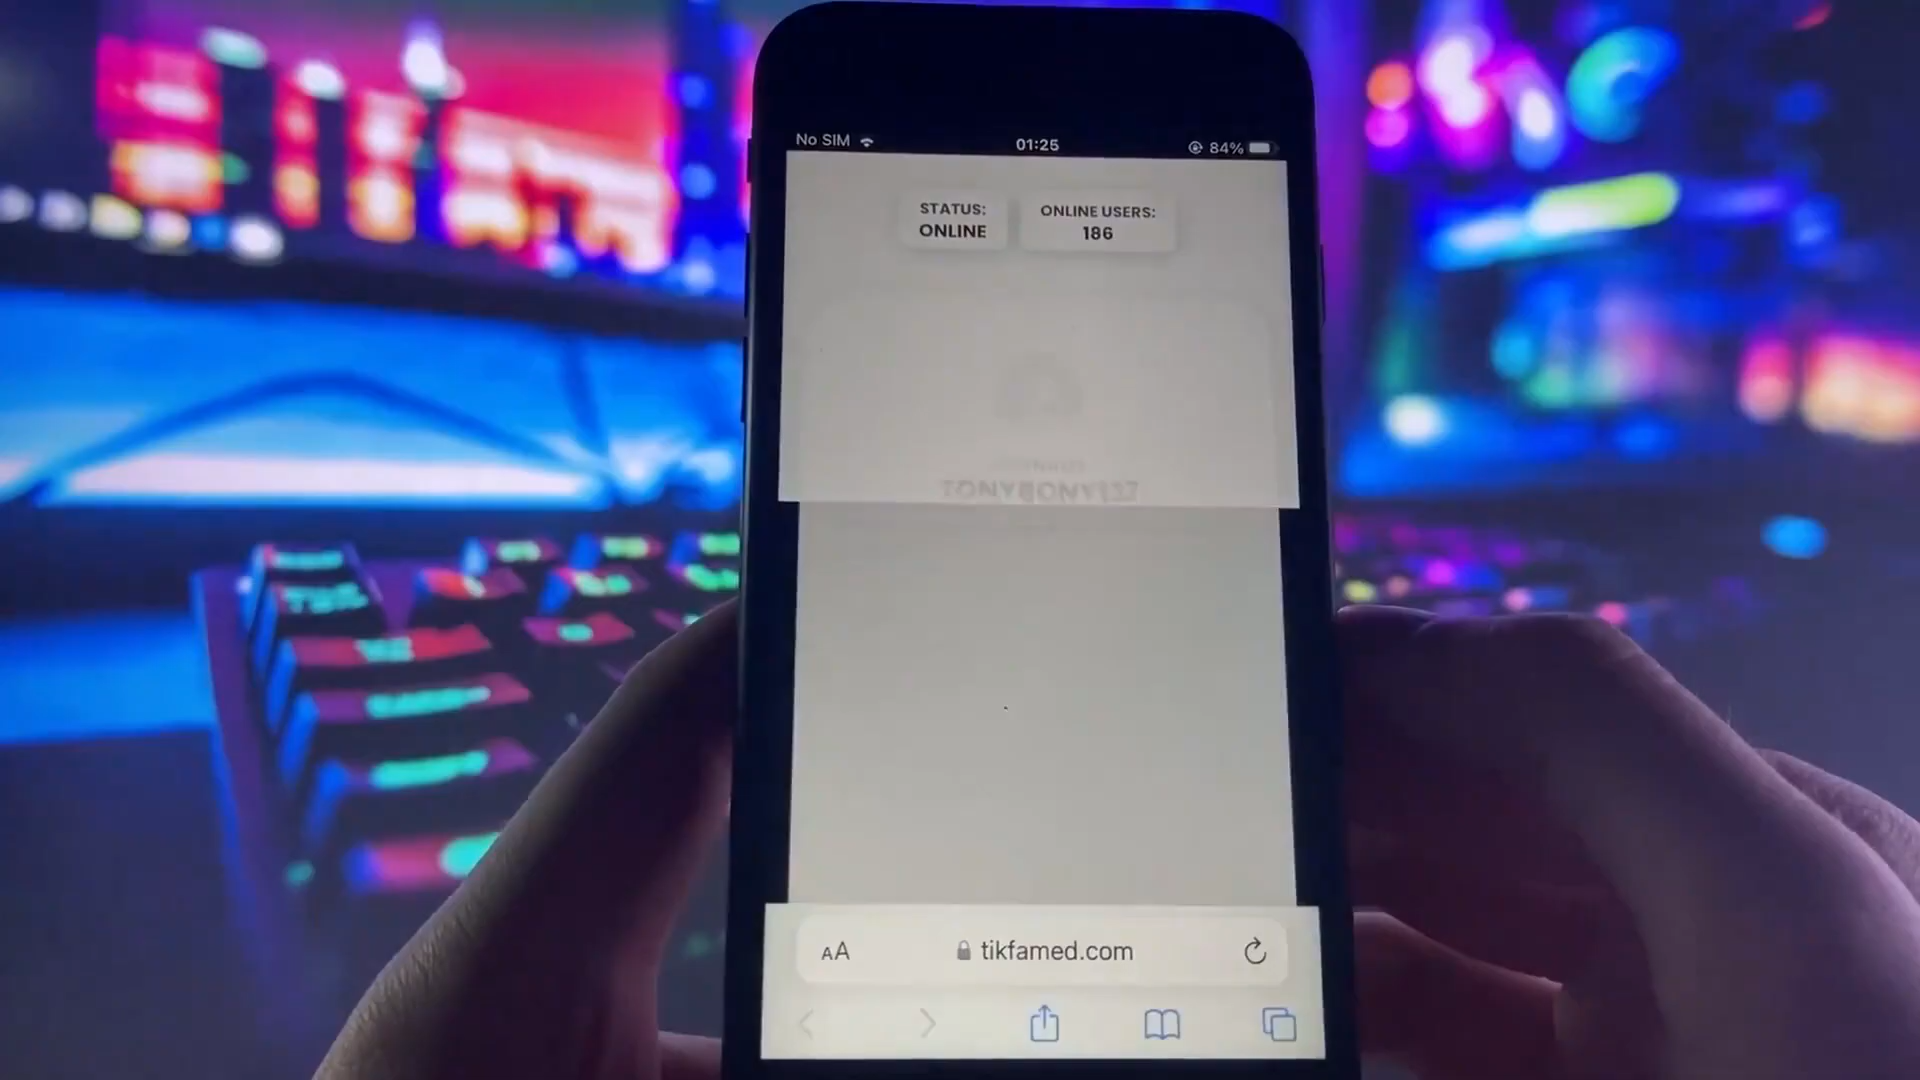 No SIM
01:25
84%
STATUS:
ONLINE
ONLINE USERS:
186
AA
tikfamed.com